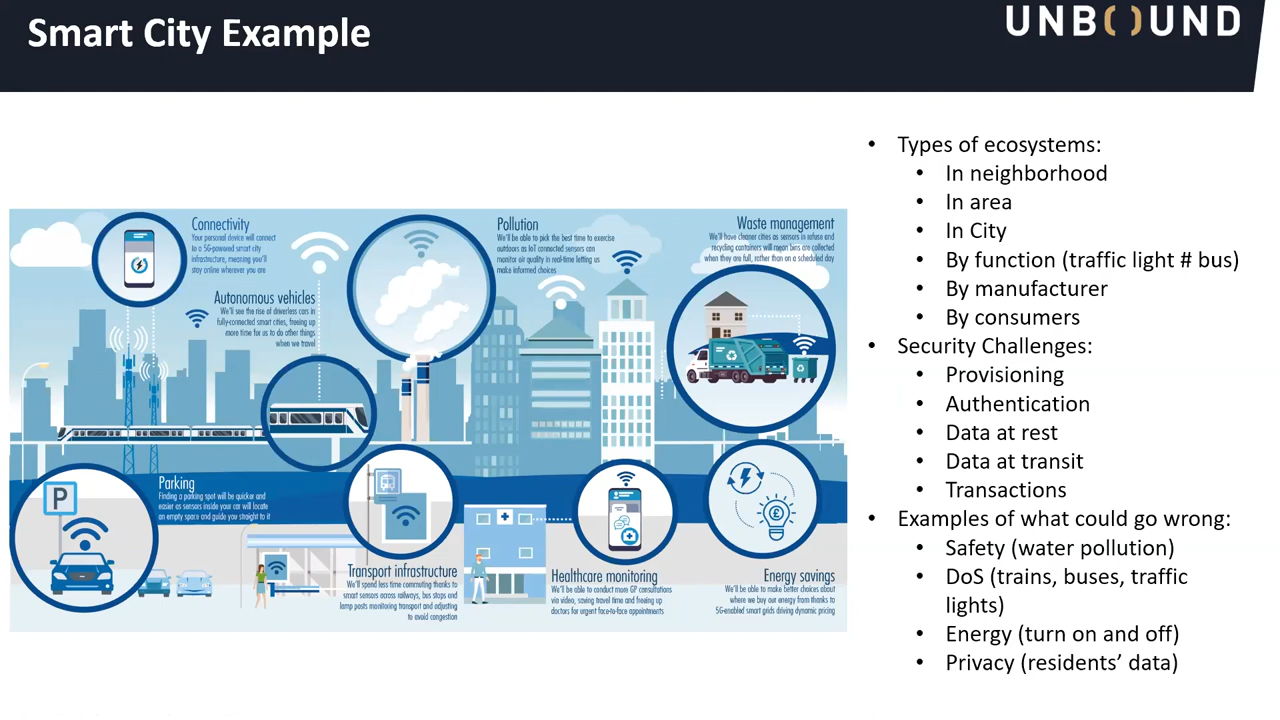 Smart City Example
UNB()UND
Connectivity
Your personal device will connect
to a 5G-powered smart city
infrastructure, meaning you'll
stay online wherever you are
Autonomous vehicles
We'll see the rise of driverless cars in
fully-connected smart cities, freeing up
more time for us to do other things
when we travel
Pollution
We'll be able to pick the best time to exercise
outdoors as IoT connected sensors can
monitor air quality in real-time letting us
make informed choices
Waste management
We'll have cleaner cities as sensors in refuse and
recycling containers will mean bins are collected
when they are full, rather than on a scheduled day
P
Parking
Finding a parking spot will be quicker and
easier as sensors inside your car will locate
an empty space and guide you straight to it
Transport infrastructure
We'll spend less time commuting thanks to
smart sensors across railways, bus stops and
lamp posts monitoring transport and adjusting
to avoid congestion
Healthcare monitoring
We'll be able to conduct more GP consultations
via video, saving travel time and freeing up
doctors for urgent face-to-face appointments
£
Energy savings
We'll be able to make better choices about
where we buy our energy from thanks to
5G-enabled smart grids driving dynamic pricing
• Types of ecosystems:
• In neighborhood
• In area
• In City
• By function (traffic light # bus)
• By manufacturer
• By consumers
• Security Challenges:
• Provisioning
• Authentication
• Data at rest
• Data at transit
• Transactions
• Examples of what could go wrong:
• Safety (water pollution)
• DoS (trains, buses, traffic
lights)
• Energy (turn on and off)
• Privacy (residents' data)